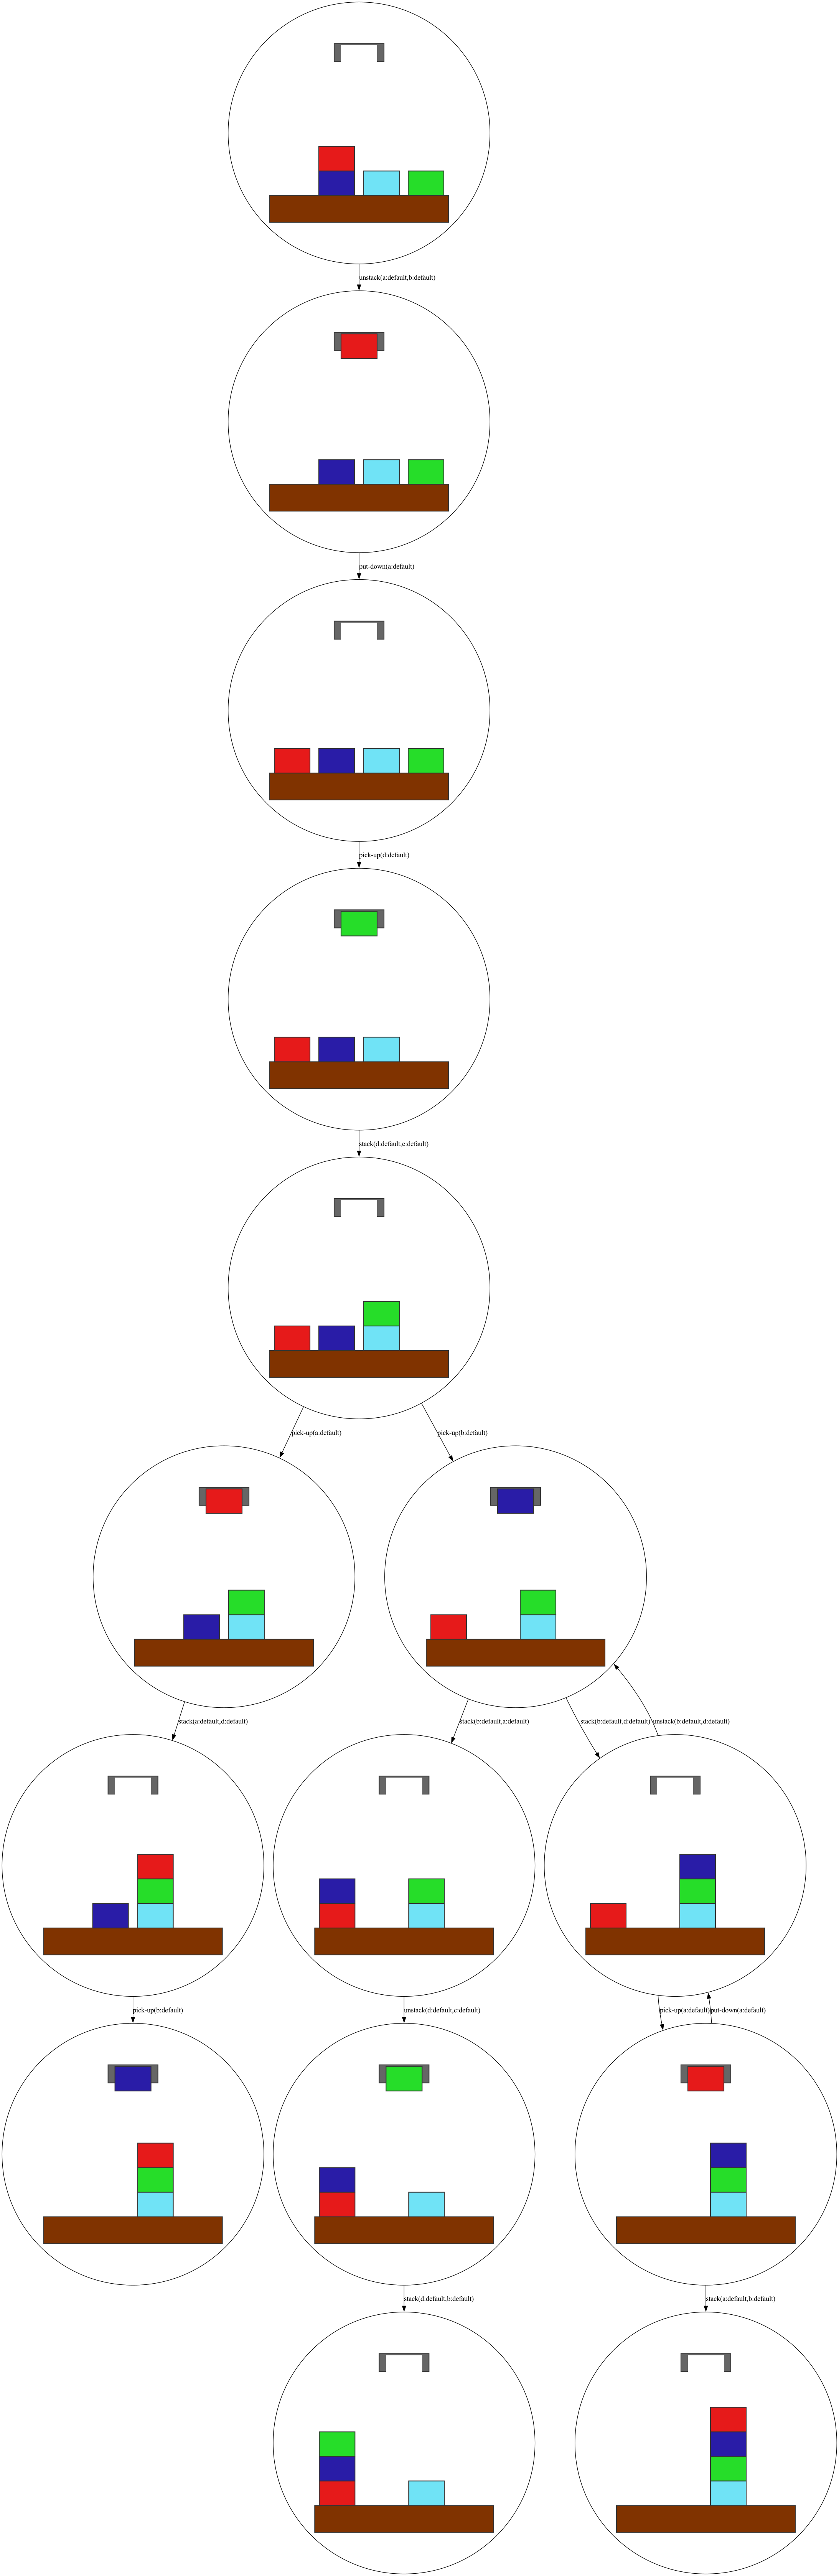 unstack(a:default,b:default)
put-down(a:default)
pick-up(d:default)
stack(d:default,c:default)
pick-up(a:default)
pick-up(b:default)
stack(a:default,d:default)
stack(b:default,a:default)
stack(b:default,d:default)
unstack(b:default,d:default)
pick-up(b:default)
unstack(d:default,c:default)
pick-up(a:default)
put-down(a:default)
stack(d:default,b:default)
stack(a:default,b:default)